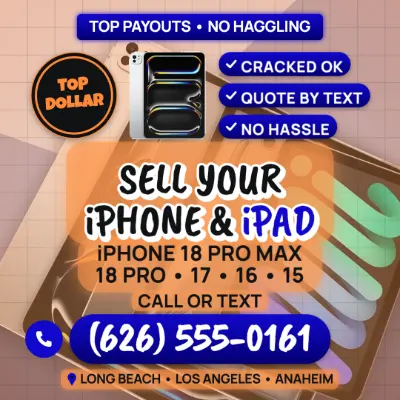 TOP PAYOUTS • NO HAGGLING
TOP
DOLLAR
CRACKED OK
QUOTE BY TEXT
NO HASSLE
SELL YOUR
iPHONE & iPAD
iPHONE 18 PRO MAX
18 PRO • 17 • 16 • 15
CALL OR TEXT
(626) 555-0161
LONG BEACH • LOS ANGELES • ANAHEIM